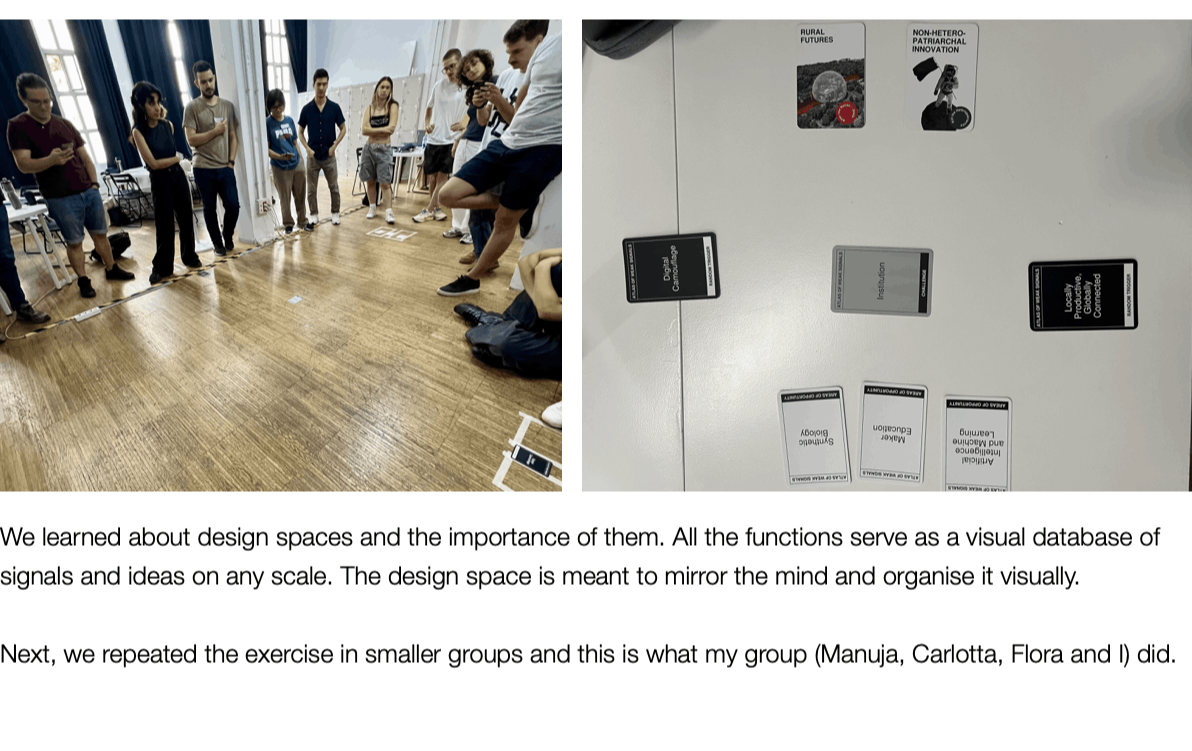 RURAL
FUTURES
NON-HETERO-
PATRIARCHAL
INNOVATION
ATLAS OF WEAK SIGNALS
Digital
Camouflage
RANDOM TRIGGER
ATLAS OF WEAK SIGNALS
Institution
CHALLENGE
ATLAS OF WEAK SIGNALS
Locally
Productive,
Globally
Connected
RANDOM TRIGGER
AREAS OF OPPORTUNITY
Synthetic
Biology
ATLAS OF WEAK SIGNALS
AREAS OF OPPORTUNITY
Maker
Education
ATLAS OF WEAK SIGNALS
AREAS OF OPPORTUNITY
Artificial
Intelligence
and Machine
Learning
ATLAS OF WEAK SIGNALS
We learned about design spaces and the importance of them. All the functions serve as a visual database of
signals and ideas on any scale. The design space is meant to mirror the mind and organise it visually.
Next, we repeated the exercise in smaller groups and this is what my group (Manuja, Carlotta, Flora and I) did.